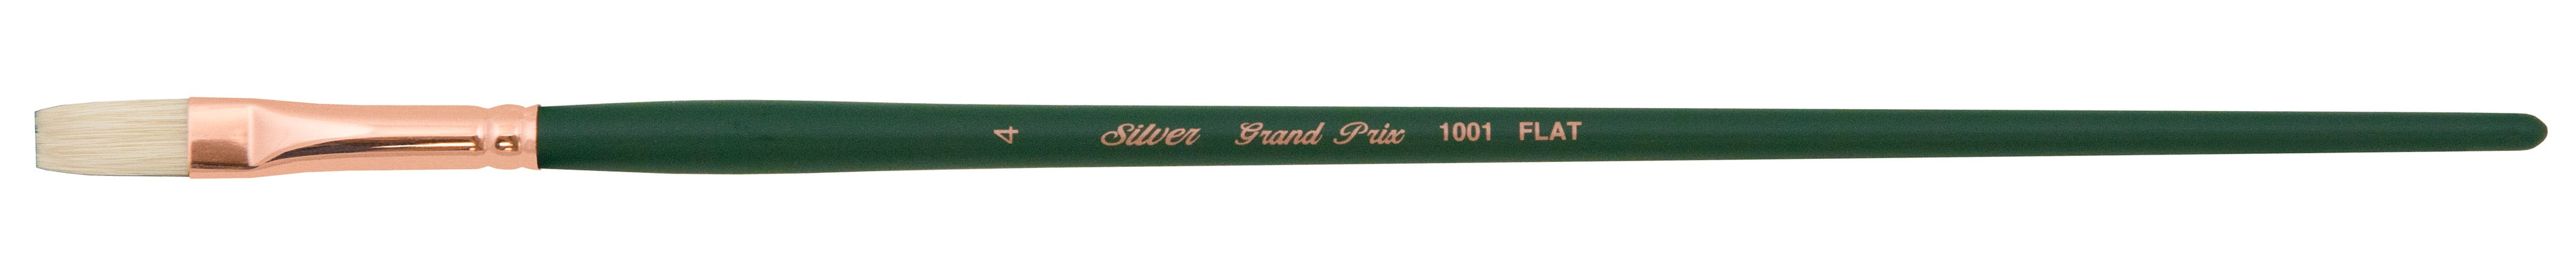 4 Silver Grand Prix 1001 FLAT